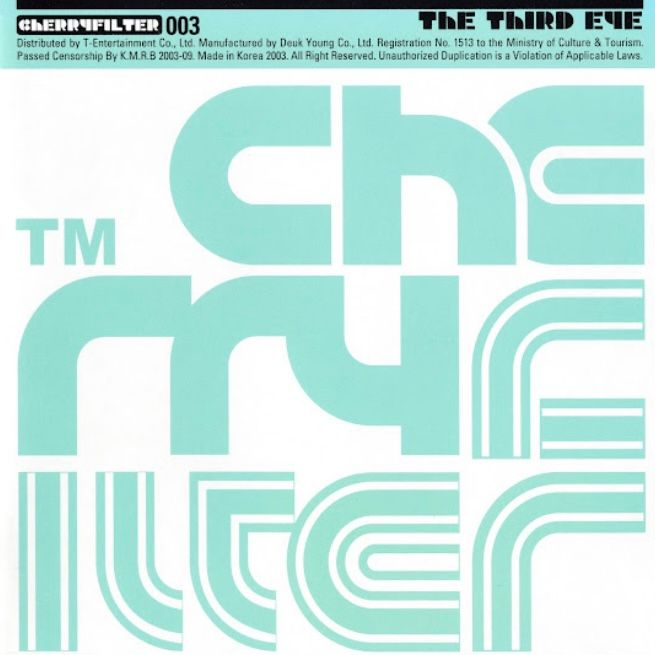 CHERRYFILTER 003
THE THIRD EYE
Distributed by T-Entertainment Co., Ltd. Manufactured by Deuk Young Co., Ltd. Registration No. 1513 to the Ministry of Culture & Tourism.
Passed Censorship By K.M.R.B 2003-09. Made in Korea 2003. All Right Reserved. Unauthorized Duplication is a Violation of Applicable Laws.
che
TM
rryF
ilter